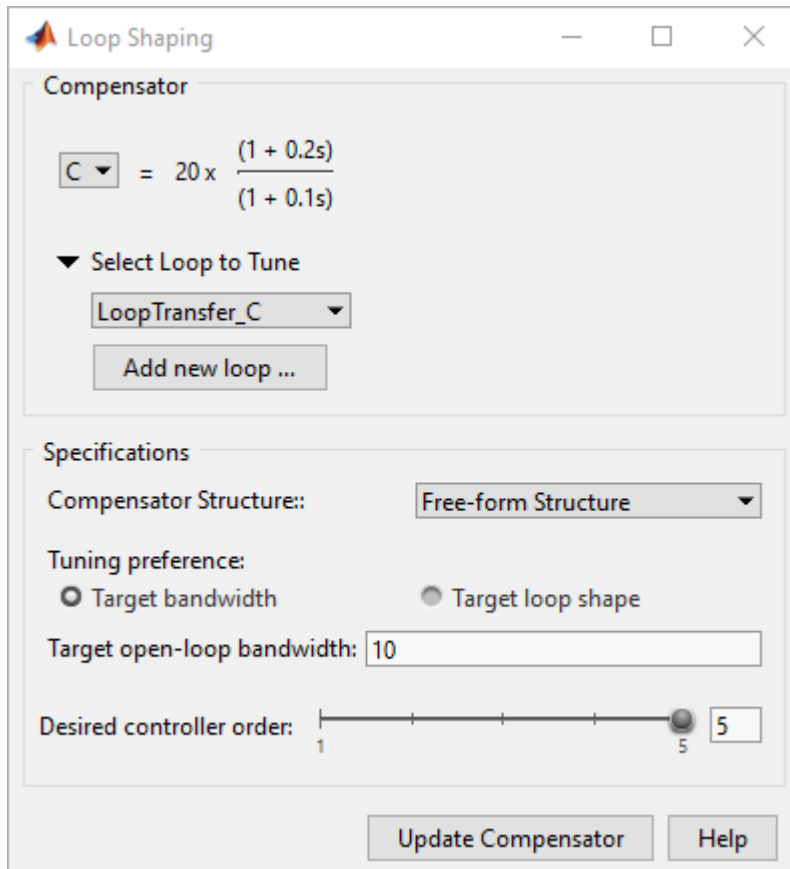 Loop Shaping
Compensator
C = 20 x (1 + 0.2s)
(1 + 0.1s)
Select Loop to Tune
LoopTransfer_C
Add new loop ...
Specifications
Compensator Structure:: Free-form Structure
Tuning preference:
Target bandwidth Target loop shape
Target open-loop bandwidth: 10
Desired controller order: 5
1 5
Update Compensator Help